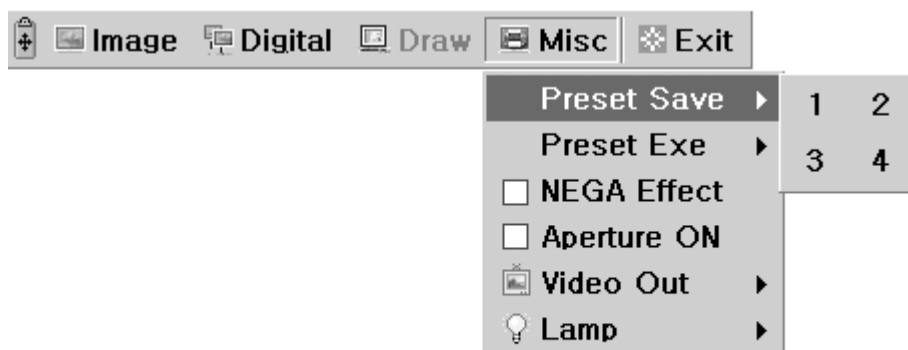 Image Digital Draw Misc Exit
Preset Save 1 2
Preset Exe 3 4
NEGA Effect
Aperture ON
Video Out
Lamp